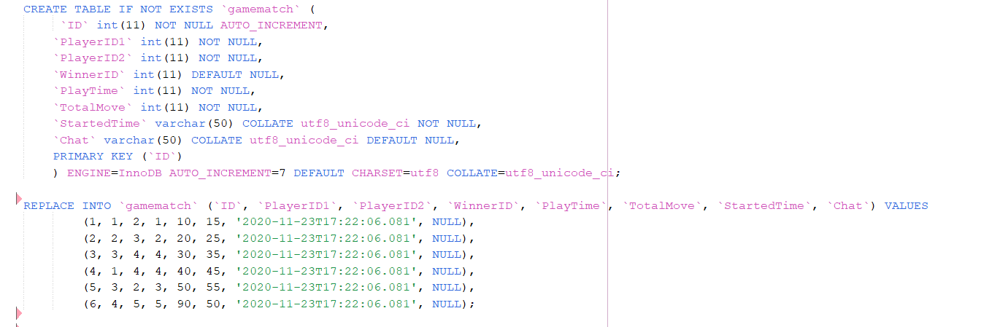 CREATE TABLE IF NOT EXISTS `gamematch` (
`ID` int(11) NOT NULL AUTO_INCREMENT,
`PlayerID1` int(11) NOT NULL,
`PlayerID2` int(11) NOT NULL,
`WinnerID` int(11) DEFAULT NULL,
`PlayTime` int(11) NOT NULL,
`TotalMove` int(11) NOT NULL,
`StartedTime` varchar(50) COLLATE utf8_unicode_ci NOT NULL,
`Chat` varchar(50) COLLATE utf8_unicode_ci DEFAULT NULL,
PRIMARY KEY (`ID`)
) ENGINE=InnoDB AUTO_INCREMENT=7 DEFAULT CHARSET=utf8 COLLATE=utf8_unicode_ci;
REPLACE INTO `gamematch` (`ID`, `PlayerID1`, `PlayerID2`, `WinnerID`, `PlayTime`, `TotalMove`, `StartedTime`, `Chat`) VALUES
(1, 1, 2, 1, 10, 15, '2020-11-23T17:22:06.081', NULL),
(2, 2, 3, 2, 20, 25, '2020-11-23T17:22:06.081', NULL),
(3, 3, 4, 4, 30, 35, '2020-11-23T17:22:06.081', NULL),
(4, 1, 4, 4, 40, 45, '2020-11-23T17:22:06.081', NULL),
(5, 3, 2, 3, 50, 55, '2020-11-23T17:22:06.081', NULL),
(6, 4, 5, 5, 90, 50, '2020-11-23T17:22:06.081', NULL);